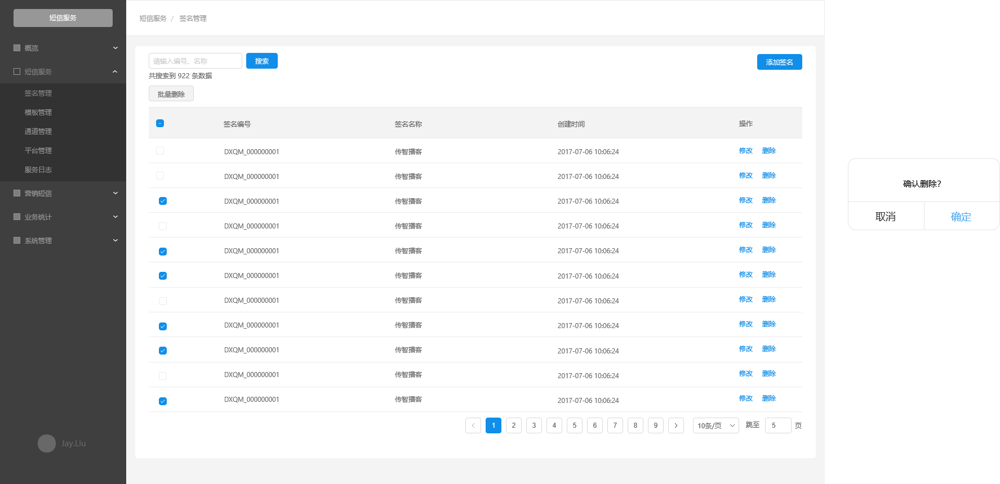 短信服务
概览
短信服务
签名管理
模板管理
通道管理
平台管理
服务日志
营销短信
业务统计
系统管理
Jay.Liu
短信服务 / 签名管理
请输入编号、名称 搜索 添加签名
共搜索到 922 条数据
批量删除
签名编号 签名名称 创建时间 操作
DXQM_000000001 传智播客 2017-07-06 10:06:24 修改 删除
DXQM_000000001 传智播客 2017-07-06 10:06:24 修改 删除
DXQM_000000001 传智播客 2017-07-06 10:06:24 修改 删除
DXQM_000000001 传智播客 2017-07-06 10:06:24 修改 删除
DXQM_000000001 传智播客 2017-07-06 10:06:24 修改 删除
DXQM_000000001 传智播客 2017-07-06 10:06:24 修改 删除
DXQM_000000001 传智播客 2017-07-06 10:06:24 修改 删除
DXQM_000000001 传智播客 2017-07-06 10:06:24 修改 删除
DXQM_000000001 传智播客 2017-07-06 10:06:24 修改 删除
DXQM_000000001 传智播客 2017-07-06 10:06:24 修改 删除
DXQM_000000001 传智播客 2017-07-06 10:06:24 修改 删除
1 2 3 4 5 6 7 8 9 10条/页 跳至 5 页
确认删除?
取消 确定